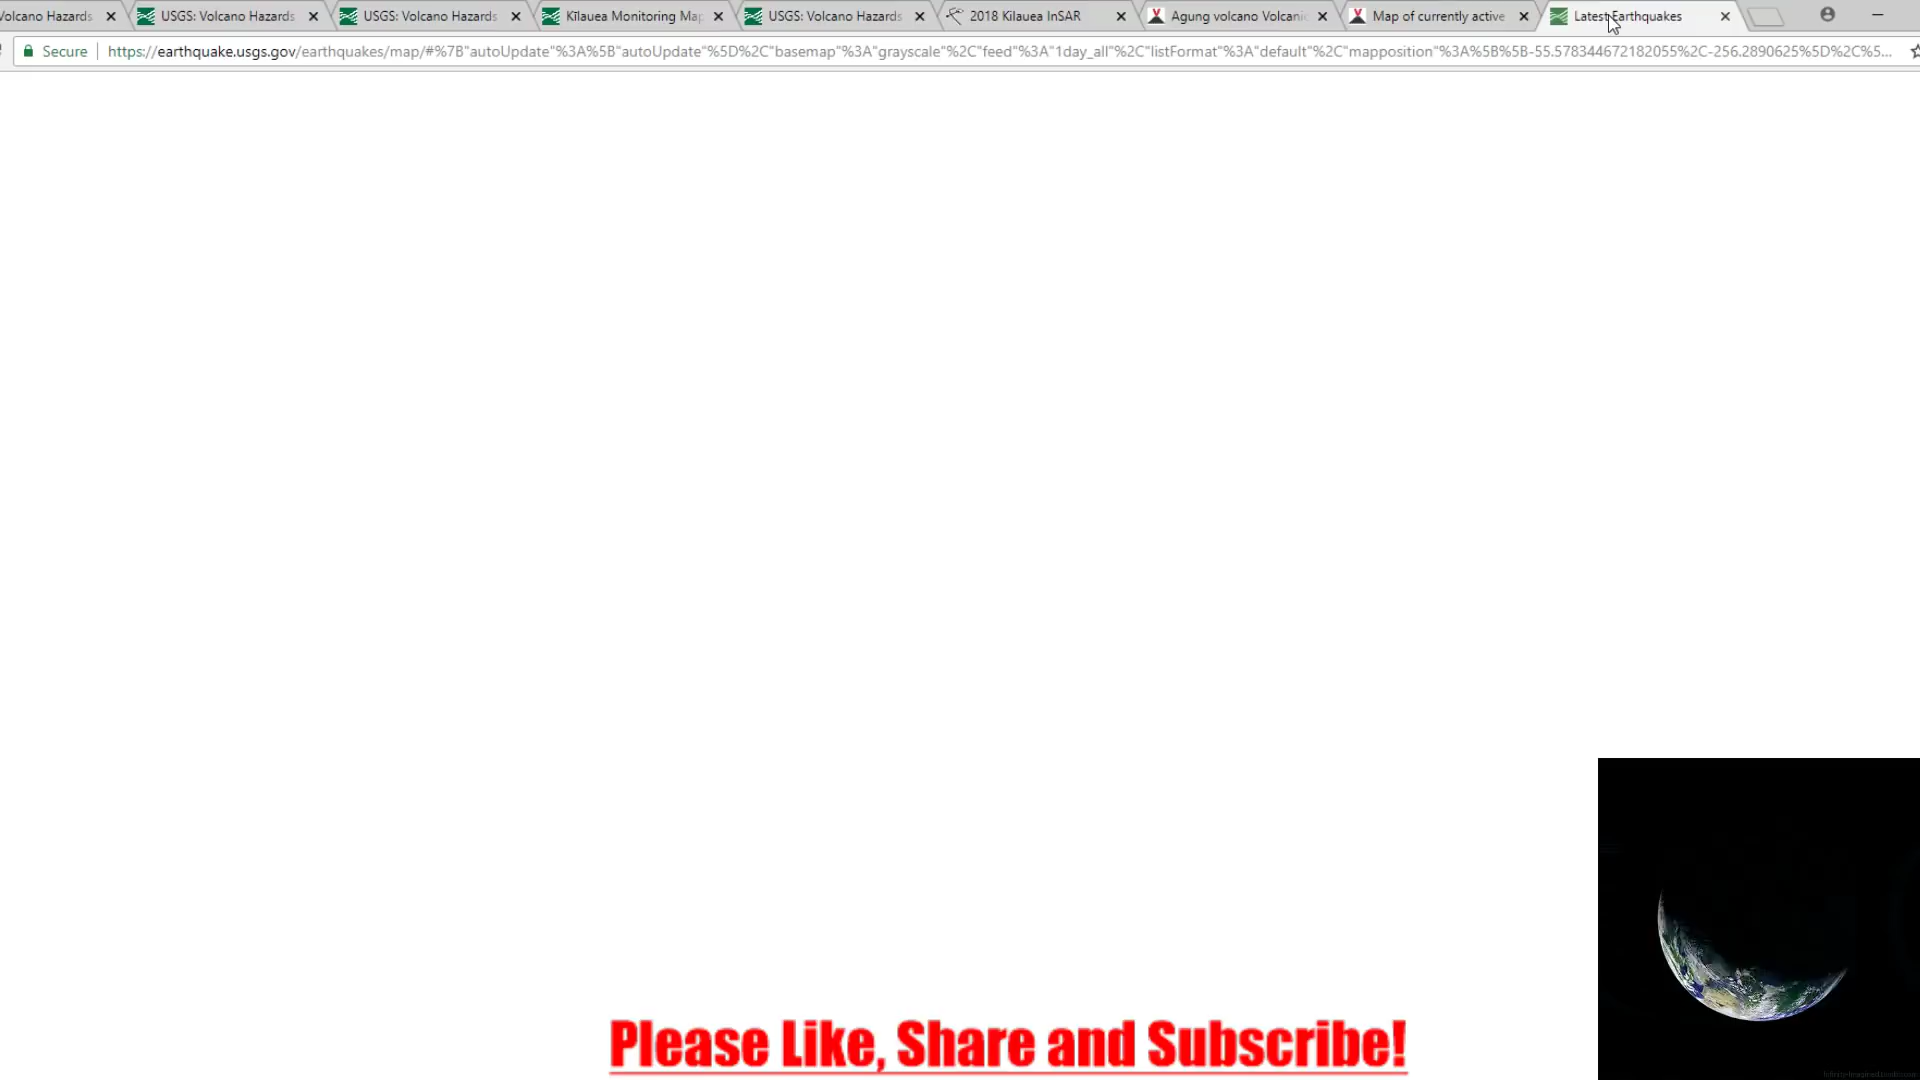 Volcano Hazards
USGS: Volcano Hazards
USGS: Volcano Hazards
Kīlauea Monitoring Map
USGS: Volcano Hazards
2018 Kilauea InSAR
Agung volcano Volcanic
Map of currently active
Latest Earthquakes
Secure
https://earthquake.usgs.gov/earthquakes/map/#%7B"autoUpdate"%3A%5B"autoUpdate"%5D%2C"basemap"%3A"grayscale"%2C"feed"%3A"1day_all"%2C"listFormat"%3A"default"%2C"mapposition"%3A%5B%5B-55.578344672182055%2C-256.2890625%5D%2C%5...
Please Like, Share and Subscribe!